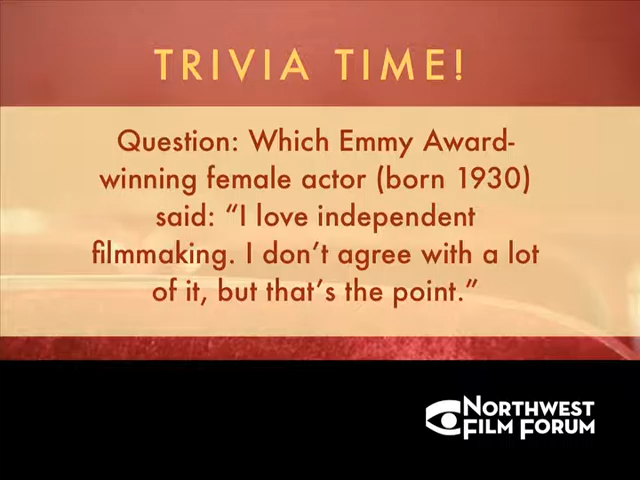 TRIVIA TIME!
Question: Which Emmy Award-
winning female actor (born 1930)
said: “I love independent
filmmaking. I don’t agree with a lot
of it, but that’s the point.”
NORTHWEST
FILM FORUM